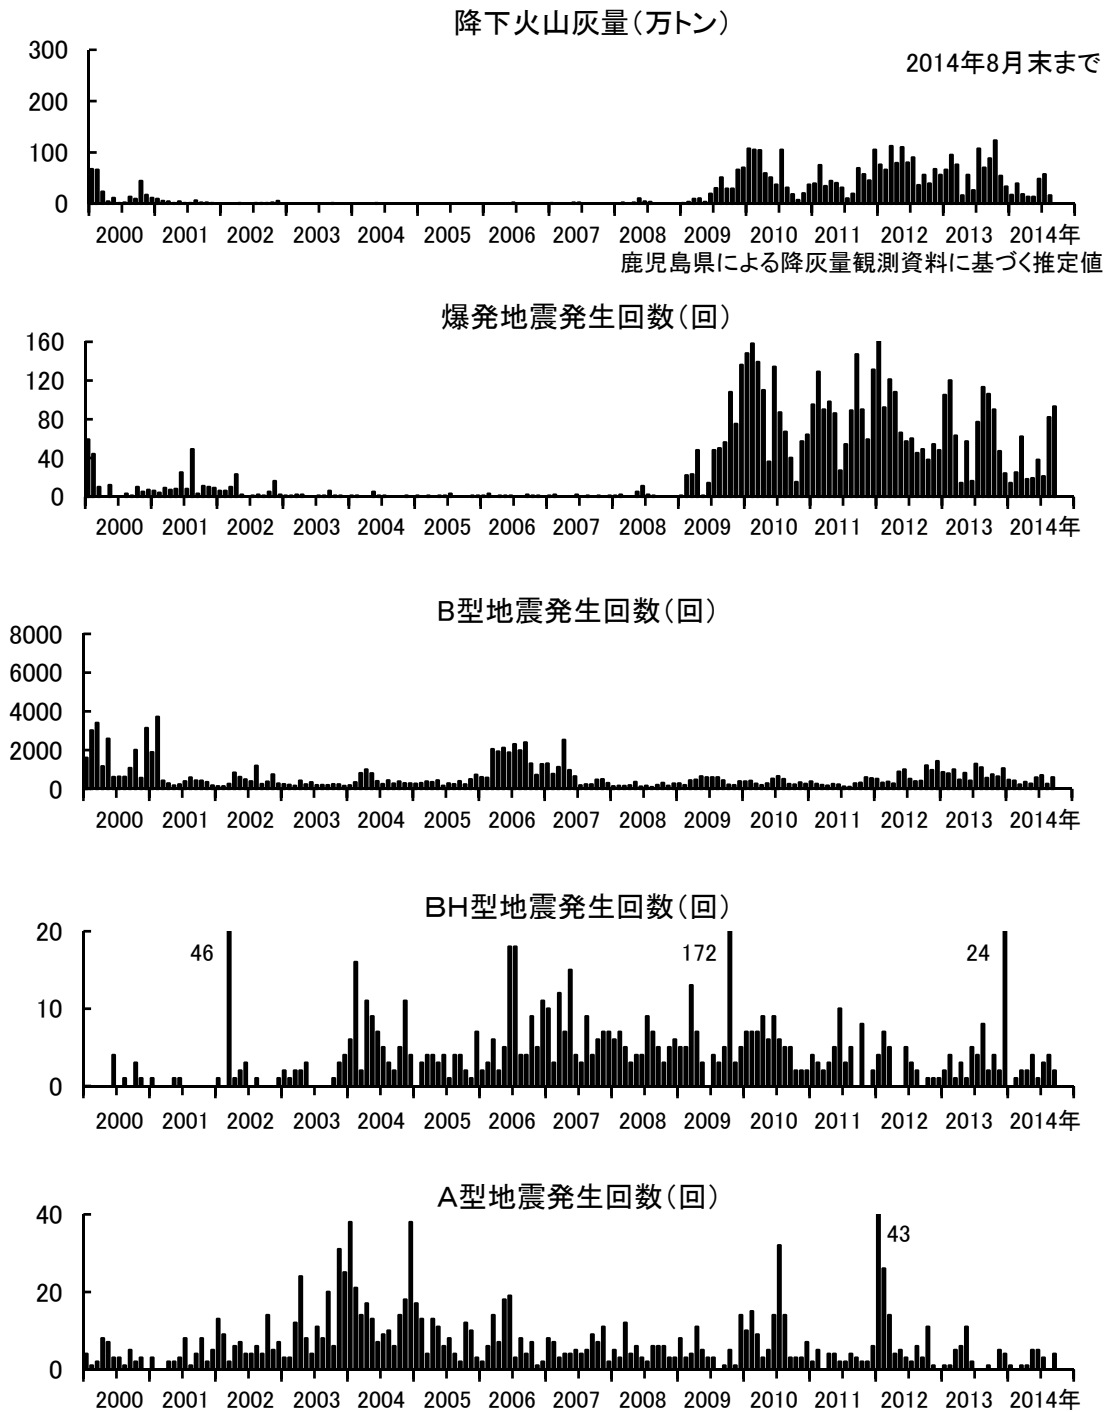 降下火山灰量(万トン)
2014年8月末まで
300
200
100
0
2000 2001 2002 2003 2004 2005 2006 2007 2008 2009 2010 2011 2012 2013 2014年
鹿児島県による降灰量観測資料に基づく推定値
爆発地震発生回数(回)
160
120
80
40
0
2000 2001 2002 2003 2004 2005 2006 2007 2008 2009 2010 2011 2012 2013 2014年
B型地震発生回数(回)
8000
6000
4000
2000
0
2000 2001 2002 2003 2004 2005 2006 2007 2008 2009 2010 2011 2012 2013 2014年
BH型地震発生回数(回)
20
46 172 24
10
0
2000 2001 2002 2003 2004 2005 2006 2007 2008 2009 2010 2011 2012 2013 2014年
A型地震発生回数(回)
40
43
20
0
2000 2001 2002 2003 2004 2005 2006 2007 2008 2009 2010 2011 2012 2013 2014年